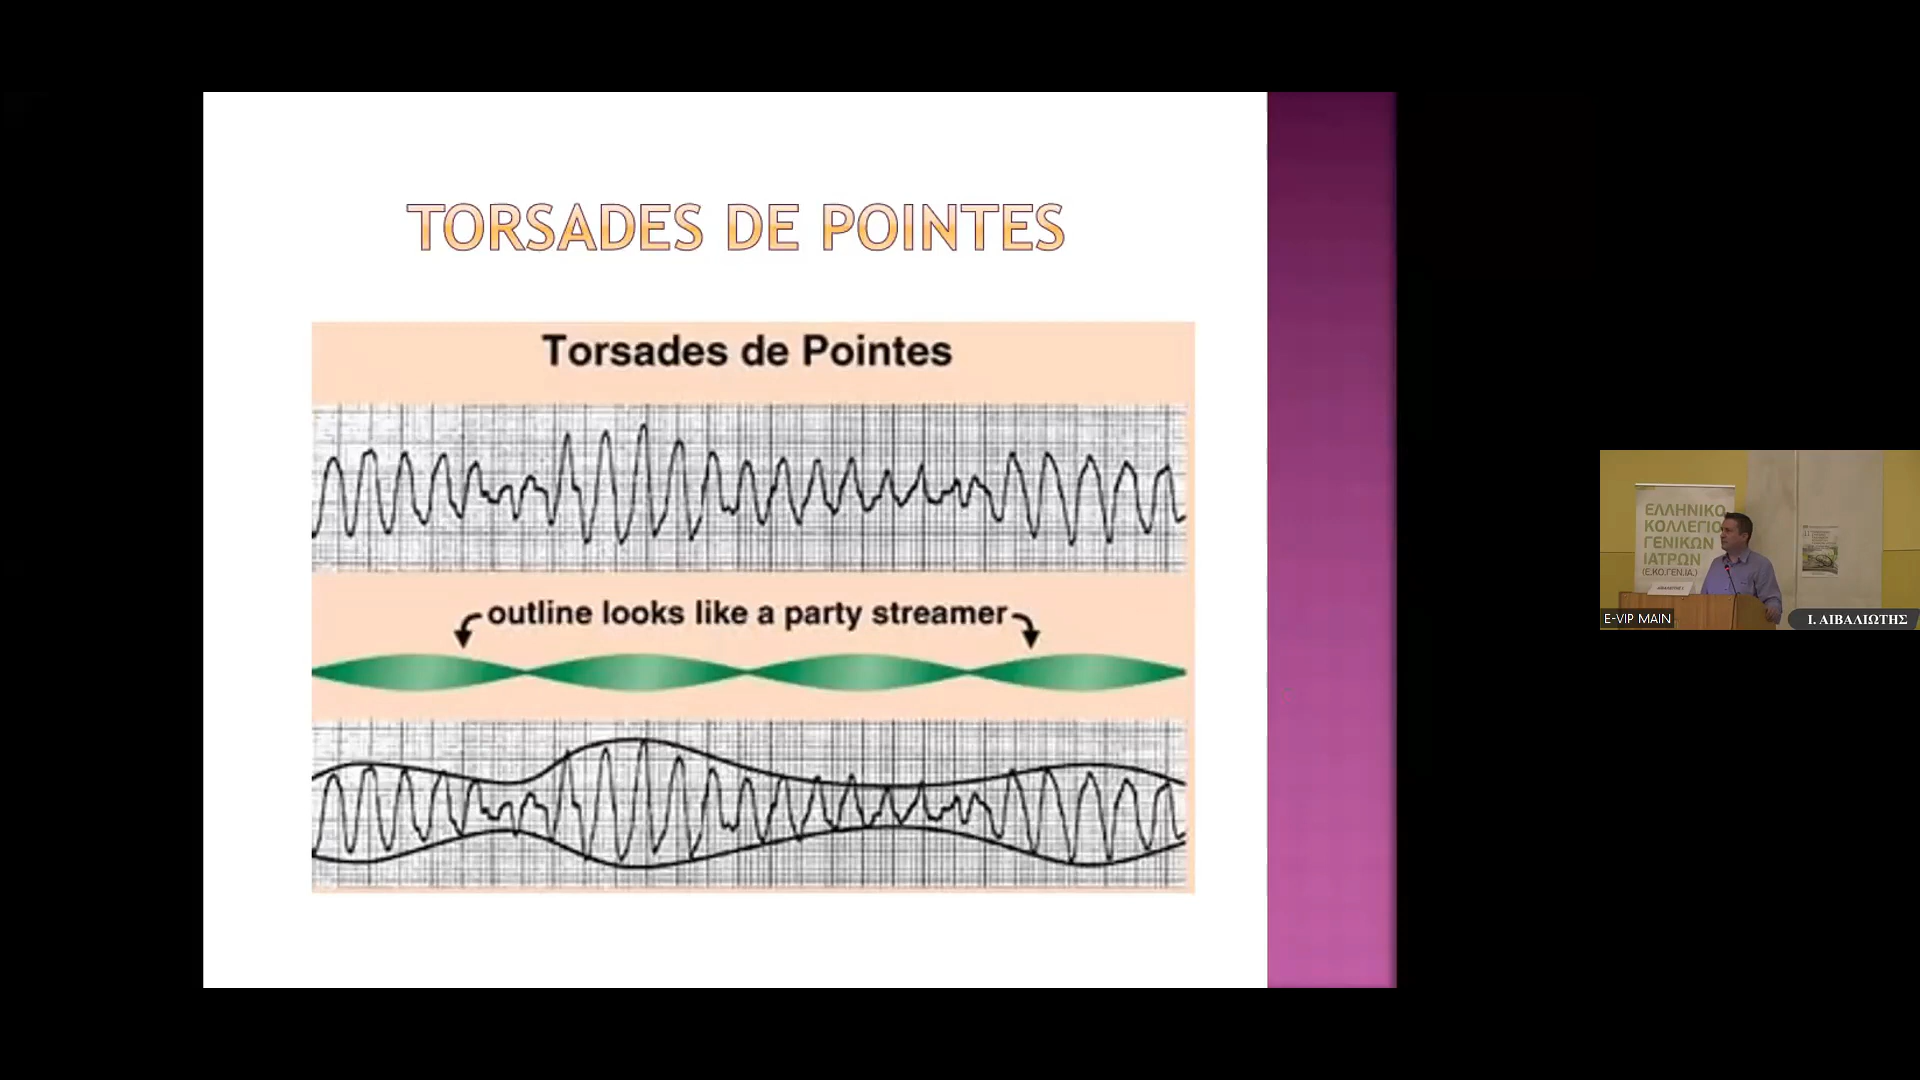 TORSADES DE POINTES
Torsades de Pointes
outline looks like a party streamer
ΕΛΛΗΝΙΚΟ
ΚΟΛΛΕΓΙΟ
ΓΕΝΙΚΩΝ
ΙΑΤΡΩΝ
(Ε.ΚΟ.ΓΕΝ.ΙΑ.)
E-VIP MAIN
Ι. ΑΙΒΑΛΙΩΤΗΣ